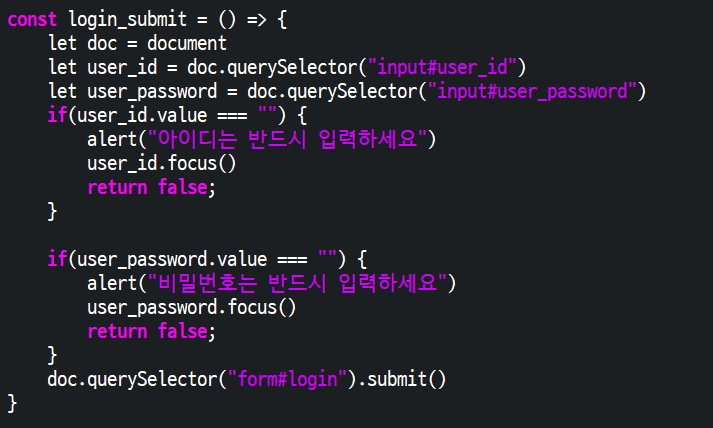 const login_submit = () => {
    let doc = document
    let user_id = doc.querySelector("input#user_id")
    let user_password = doc.querySelector("input#user_password")
    if(user_id.value === "") {
        alert("아이디는 반드시 입력하세요")
        user_id.focus()
        return false;
    }

    if(user_password.value === "") {
        alert("비밀번호는 반드시 입력하세요")
        user_password.focus()
        return false;
    }
    doc.querySelector("form#login").submit()
}